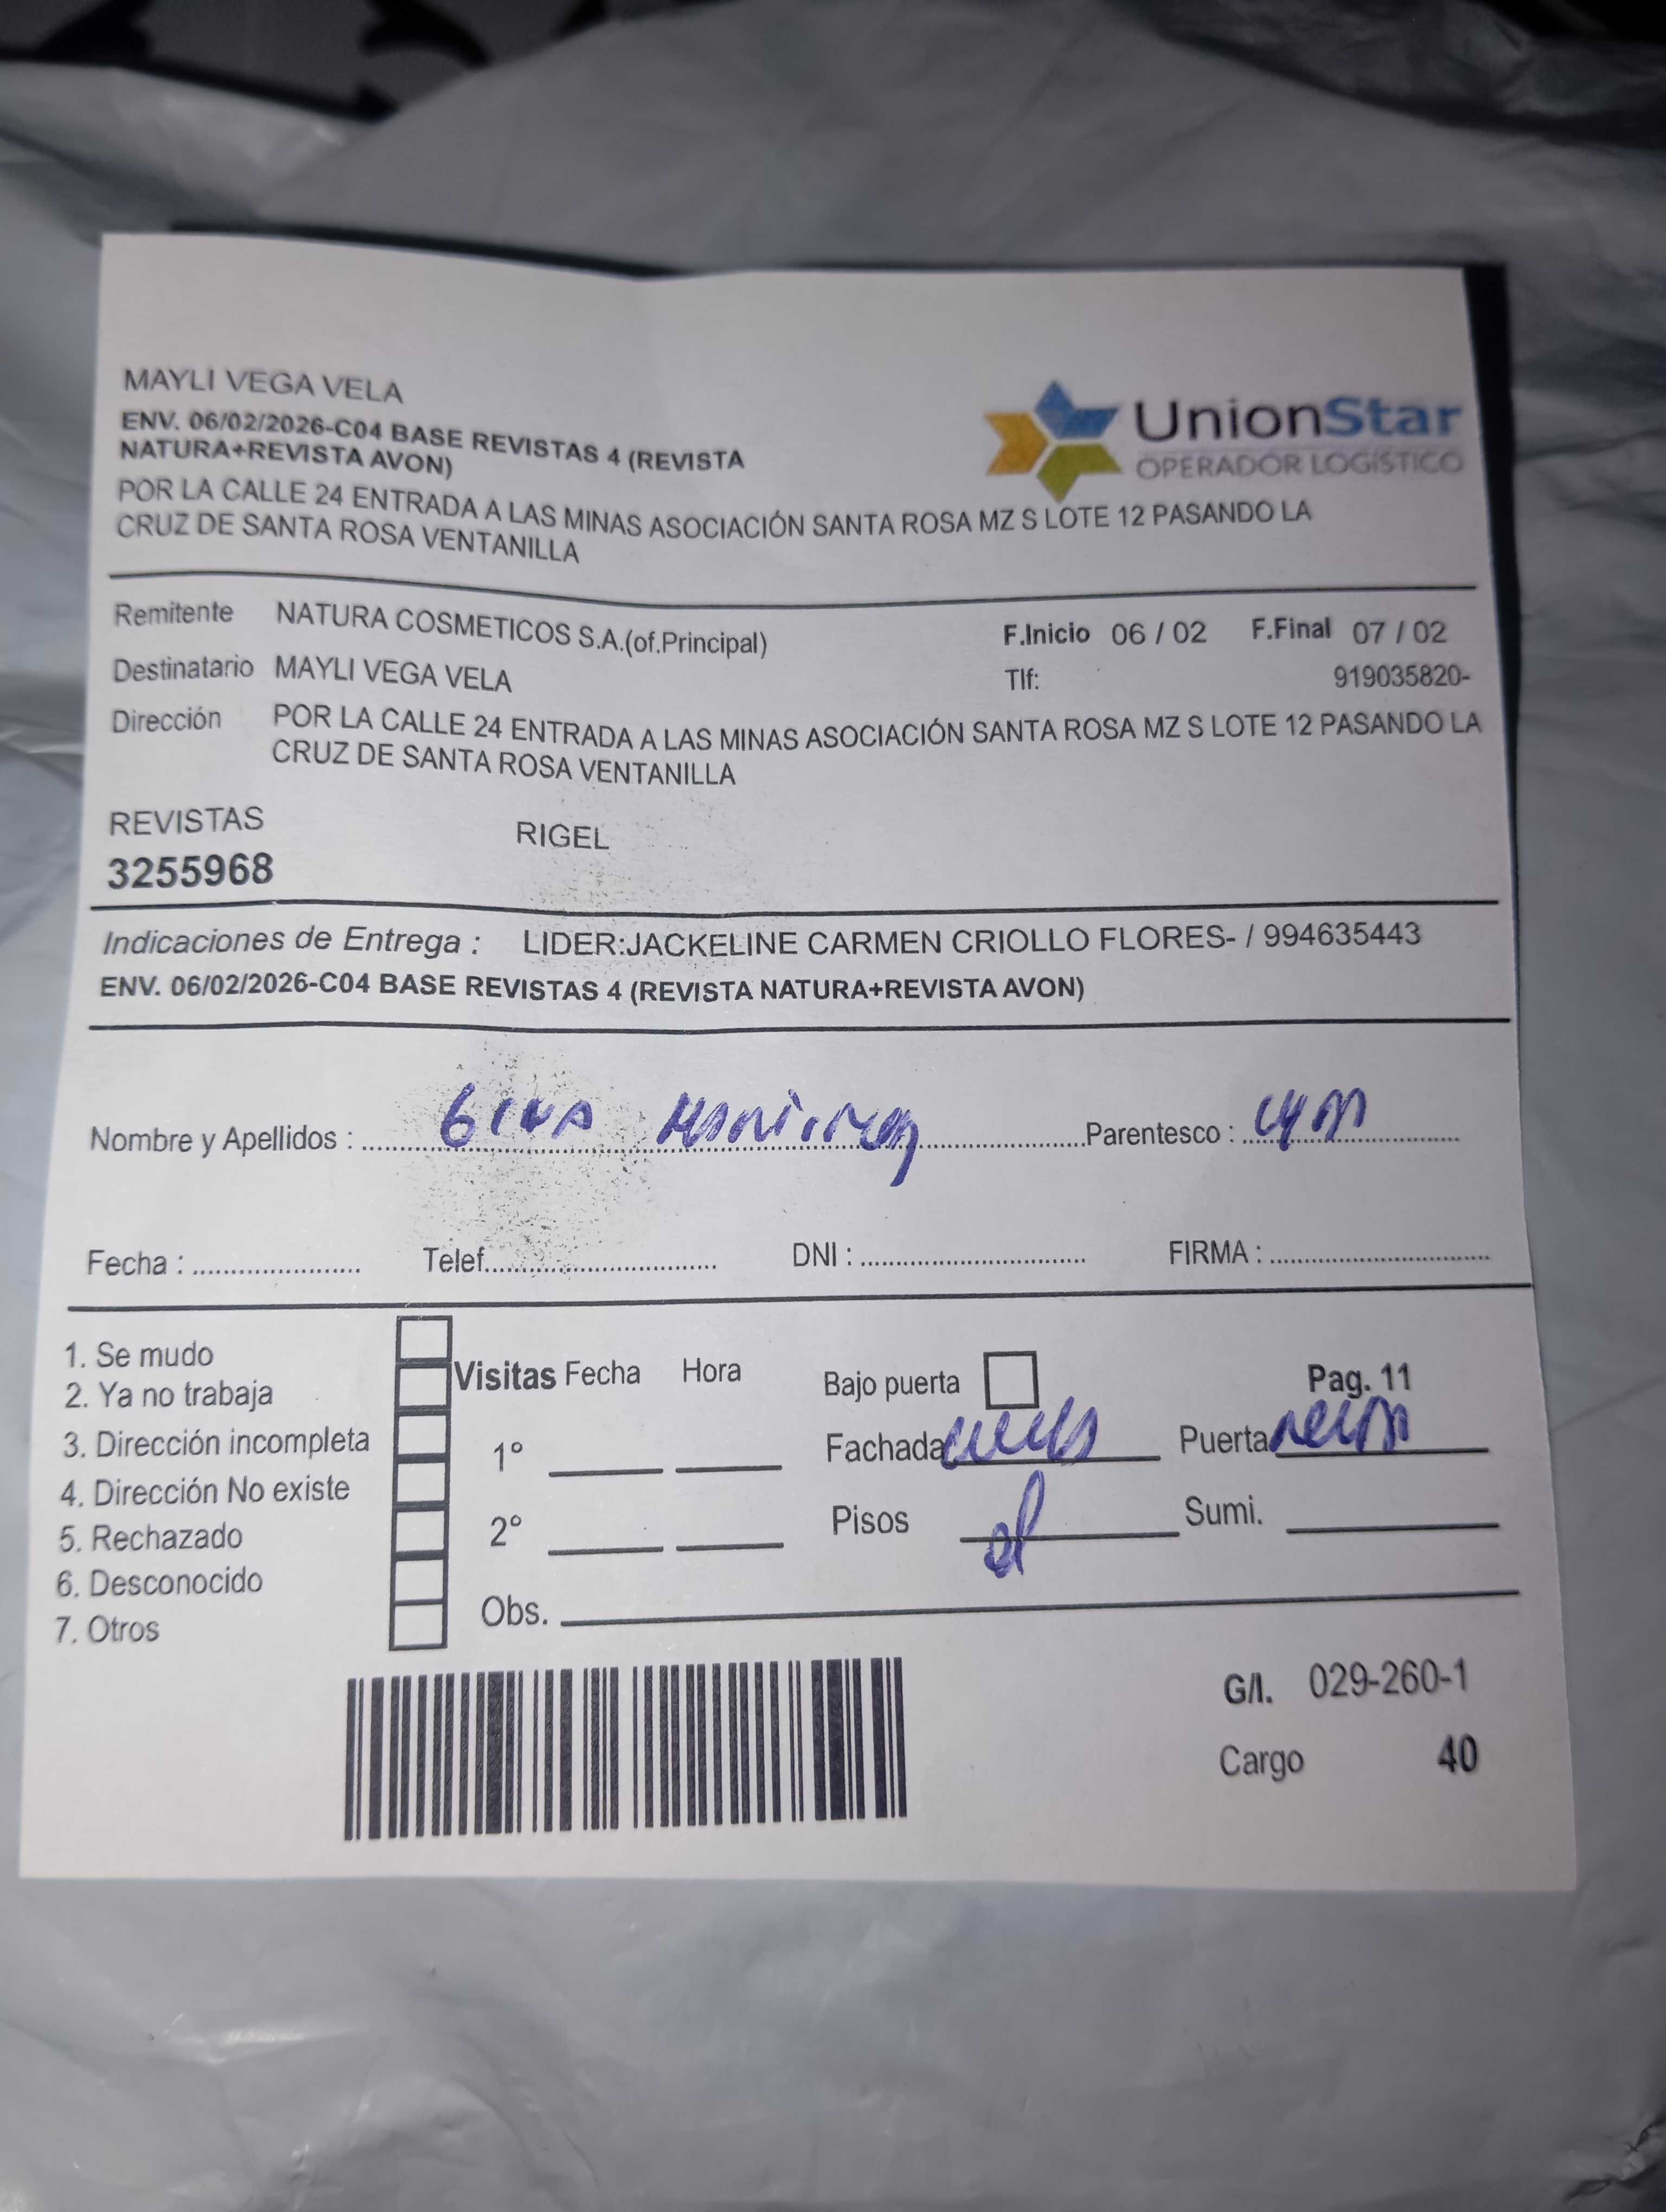 MAYLI VEGA VELA
ENV. 06/02/2026-C04 BASE REVISTAS 4 (REVISTA
NATURA+REVISTA AVON)
UnionStar
OPERADOR LOGÍSTICO
POR LA CALLE 24 ENTRADA A LAS MINAS ASOCIACIÓN SANTA ROSA MZ S LOTE 12 PASANDO LA
CRUZ DE SANTA ROSA VENTANILLA
Remitente NATURA COSMETICOS S.A.(of.Principal) F.Inicio 06 / 02 F.Final 07 / 02
Destinatario MAYLI VEGA VELA Tlf: 919035820-
Dirección POR LA CALLE 24 ENTRADA A LAS MINAS ASOCIACIÓN SANTA ROSA MZ S LOTE 12 PASANDO LA
CRUZ DE SANTA ROSA VENTANILLA
REVISTAS RIGEL
3255968
Indicaciones de Entrega : LIDER:JACKELINE CARMEN CRIOLLO FLORES- / 994635443
ENV. 06/02/2026-C04 BASE REVISTAS 4 (REVISTA NATURA+REVISTA AVON)
Nombre y Apellidos : GINA Parentesco :
Fecha : Telef. DNI : FIRMA :
1. Se mudo
2. Ya no trabaja
3. Dirección incompleta
4. Dirección No existe
5. Rechazado
6. Desconocido
7. Otros
Visitas Fecha Hora
1°
2°
Obs.
Bajo puerta Pag. 11
Fachada Puerta
Pisos Sumi.
G/I. 029-260-1
Cargo 40